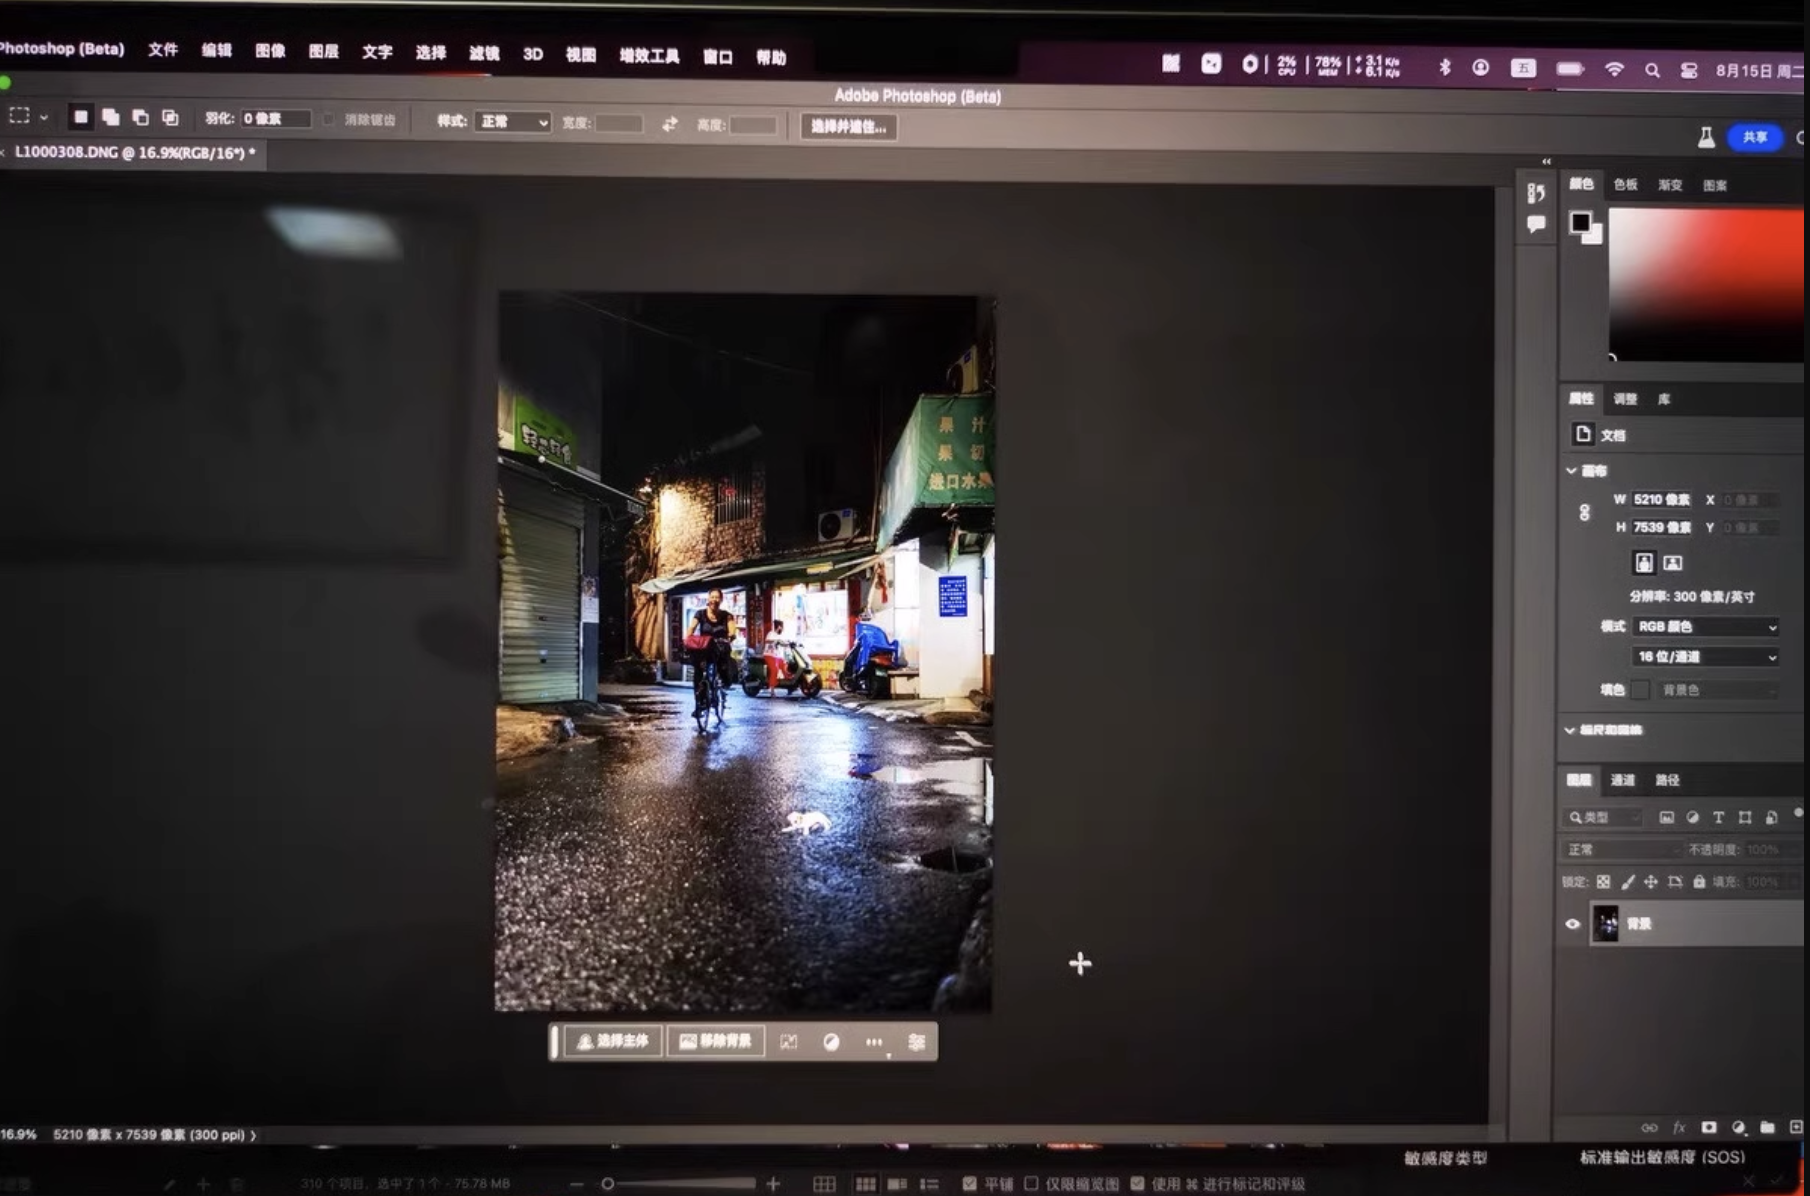 Photoshop (Beta) 文件 编辑 图像 图层 文字 选择 滤镜 3D 视图 增效工具 窗口 帮助
2% CPU 78% MEM 3.1 K/s 6.1 K/s 五 8月15日 周二
Adobe Photoshop (Beta)
羽化: 0 像素 消除锯齿 样式: 正常 宽度: 高度: 选择并遮住...
共享
L1000308.DNG @ 16.9%(RGB/16*) *
颜色 色板 渐变 图案
属性 调整 库
文档
画布
W 5210 像素 X 0 像素
H 7539 像素 Y 0 像素
分辨率: 300 像素/英寸
模式 RGB 颜色
16 位/通道
填色 背景色
标尺和网格
果 汁
果 切
进口水果
图层 通道 路径
类型
正常 不透明度: 100%
锁定: 填充: 100%
背景
选择主体 移除背景
16.9% 5210 像素 x 7539 像素 (300 ppi)
敏感度类型 标准输出敏感度 (SOS)
310 个项目，选中了 1 个 - 75.78 MB
平铺 仅限缩览图 使用 ⌘ 进行标记和评级